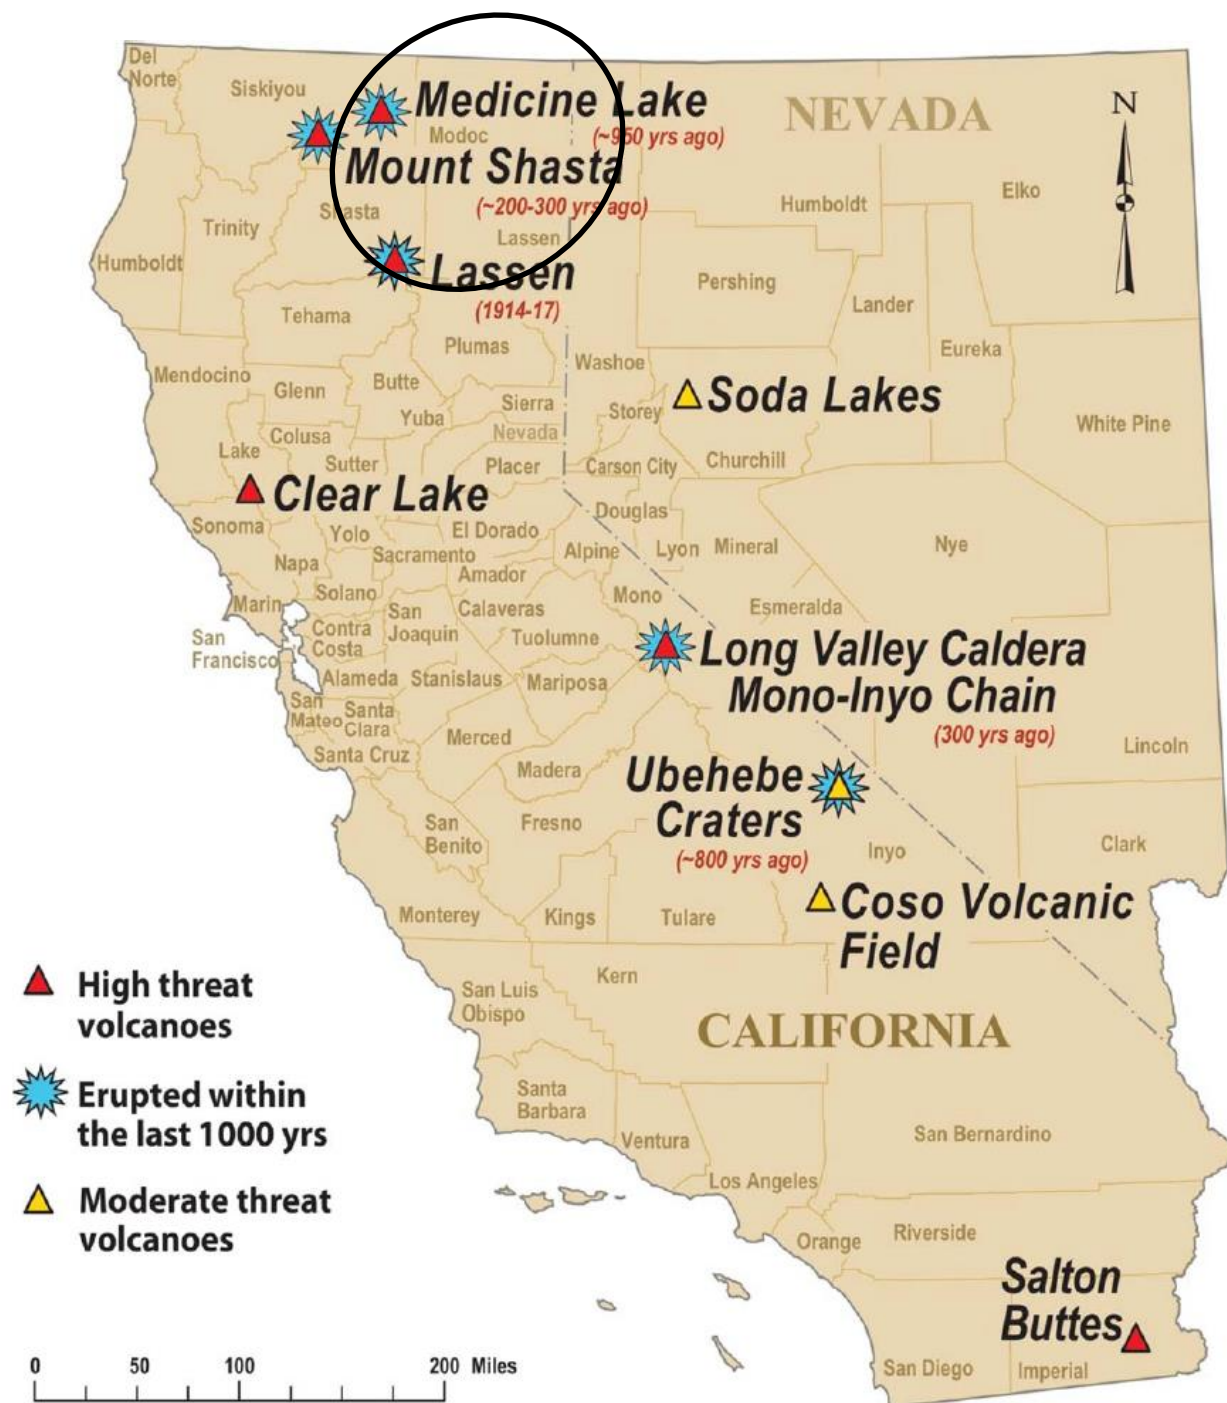 Del
Norte
Siskiyou
Medicine Lake
(~950 yrs ago)
Modoc
NEVADA
N
Mount Shasta
(~200-300 yrs ago)
Shasta
Trinity
Humboldt
Elko
Humboldt
Lassen
Lassen
(1914-17)
Pershing
Lander
Tehama
Plumas
Washoe
Eureka
Mendocino
Glenn
Butte
Soda Lakes
Sierra
Storey
Yuba
White Pine
Nevada
Colusa
Lake
Sutter
Placer
Carson City
Churchill
Clear Lake
Douglas
Sonoma
Yolo
El Dorado
Sacramento
Alpine
Lyon
Mineral
Nye
Napa
Amador
Solano
Mono
Marin
San
Joaquin
Calaveras
Esmeralda
San
Francisco
Contra
Costa
Tuolumne
Long Valley Caldera
Mono-Inyo Chain
(300 yrs ago)
Alameda
Stanislaus
Mariposa
San
Mateo
Santa
Clara
Merced
Lincoln
Santa Cruz
Madera
Ubehebe
Craters
(~800 yrs ago)
San
Benito
Fresno
Inyo
Clark
Monterey
Kings
Tulare
Coso Volcanic
Field
Kern
San Luis
Obispo
CALIFORNIA
High threat
volcanoes
Erupted within
the last 1000 yrs
Moderate threat
volcanoes
Santa
Barbara
Ventura
San Bernardino
Los Angeles
Orange
Riverside
Salton
Buttes
San Diego
Imperial
0 50 100 200 Miles